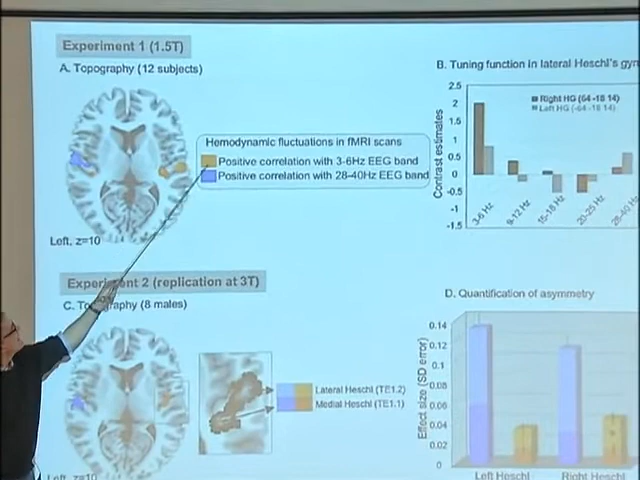 Experiment 1 (1.5T)
A. Topography (12 subjects)
Hemodynamic fluctuations in fMRI scans
Positive correlation with 3-6Hz EEG band
Positive correlation with 28-40Hz EEG band
Left, z=10
B. Tuning function in lateral Heschl's gyr
Contrast estimates
2.5
2
1.5
1
0.5
0
-0.5
-1
-1.5
Right HG (64 -18 14)
Left HG (-64 -18 14)
3-6 Hz
8-12 Hz
15-18 Hz
20-25 Hz
28-40 Hz
Experiment 2 (replication at 3T)
C. Topography (8 males)
Lateral Heschl (TE1.2)
Medial Heschl (TE1.1)
Left, z=10
D. Quantification of asymmetry
Effect size (SD error)
0.14
0.12
0.1
0.08
0.06
0.04
0.02
0
Left Heschl
Right Heschl